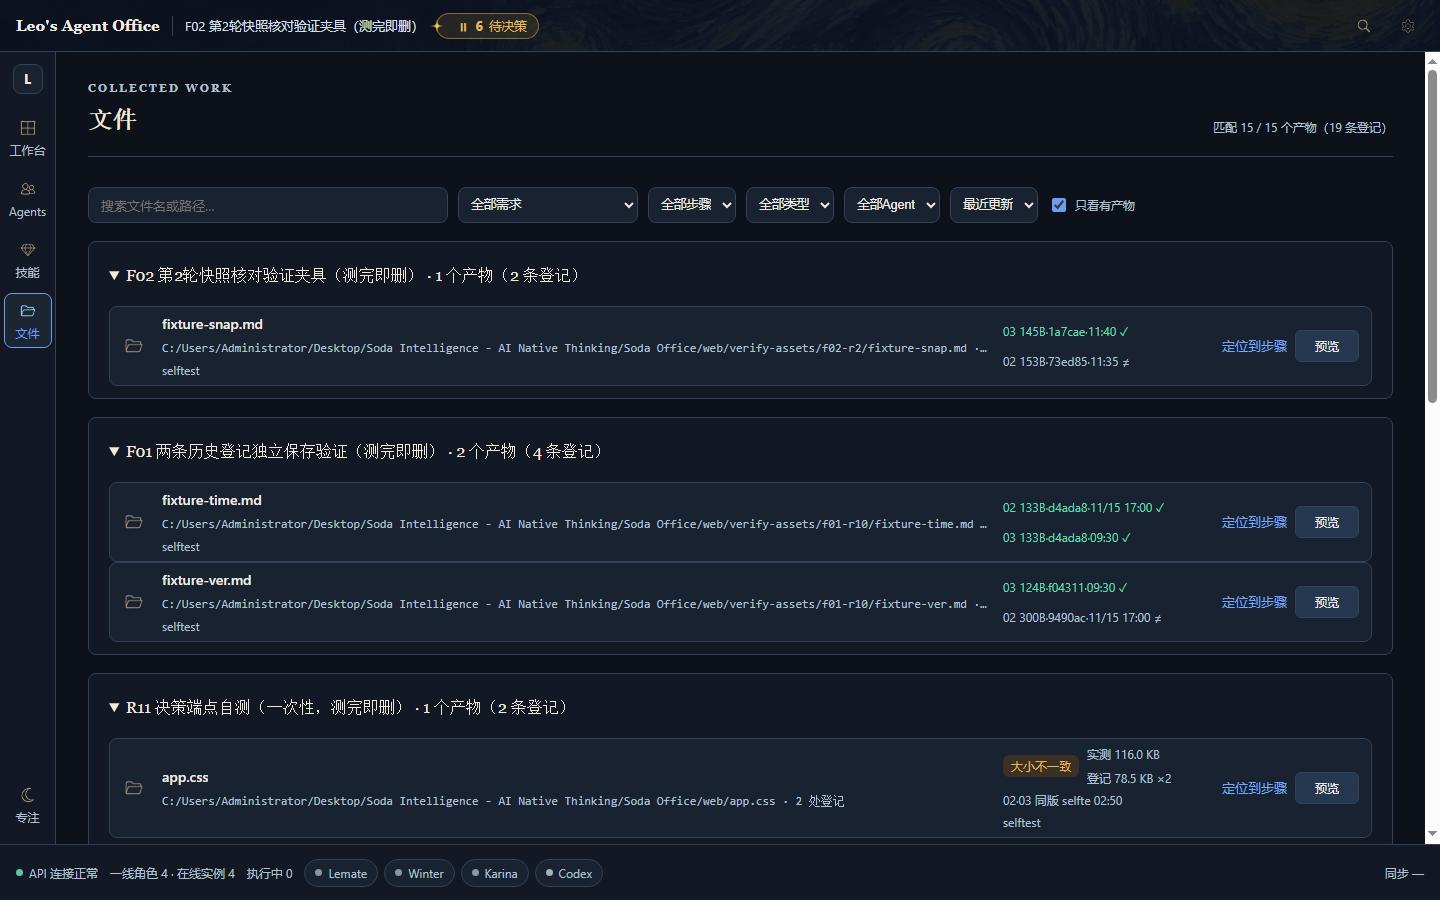 Leo's Agent Office
F02 第2轮快照核对验证夹具（测完即删）
6 待决策
L
工作台
Agents
技能
文件
专注
COLLECTED WORK
文件
匹配 15 / 15 个产物（19 条登记）
搜索文件名或路径...
全部需求
全部步骤
全部类型
全部Agent
最近更新
只看有产物
F02 第2轮快照核对验证夹具（测完即删） · 1 个产物（2 条登记）
fixture-snap.md
C:/Users/Administrator/Desktop/Soda Intelligence - AI Native Thinking/Soda Office/web/verify-assets/f02-r2/fixture-snap.md ·…
selftest
03 145B·1a7cae·11:40 ✓
02 153B·73ed85·11:35 ≠
定位到步骤
预览
F01 两条历史登记独立保存验证（测完即删） · 2 个产物（4 条登记）
fixture-time.md
C:/Users/Administrator/Desktop/Soda Intelligence - AI Native Thinking/Soda Office/web/verify-assets/f01-r10/fixture-time.md …
selftest
02 133B·d4ada8·11/15 17:00 ✓
03 133B·d4ada8·09:30 ✓
定位到步骤
预览
fixture-ver.md
C:/Users/Administrator/Desktop/Soda Intelligence - AI Native Thinking/Soda Office/web/verify-assets/f01-r10/fixture-ver.md ·…
selftest
03 124B·f04311·09:30 ✓
02 300B·9490ac·11/15 17:00 ≠
定位到步骤
预览
R11 决策端点自测（一次性，测完即删） · 1 个产物（2 条登记）
app.css
C:/Users/Administrator/Desktop/Soda Intelligence - AI Native Thinking/Soda Office/web/app.css · 2 处登记
大小不一致
实测 116.0 KB
登记 78.5 KB ×2
02·03 同版 selfte 02:50
selftest
定位到步骤
预览
API 连接正常
一线角色 4 · 在线实例 4
执行中 0
Lemate
Winter
Karina
Codex
同步 —